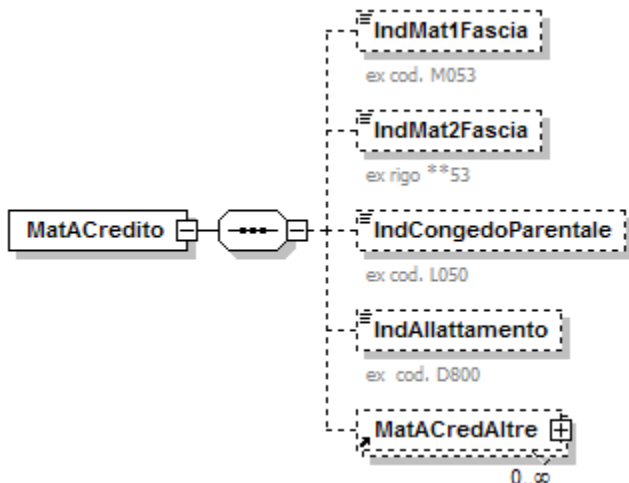 IndMat1Fascia
ex cod. M053
IndMat2Fascia
ex rigo **53
MatACredito
IndCongedoParentale
ex cod. L050
IndAllattamento
ex cod. D800
MatACredAltre
0..∞